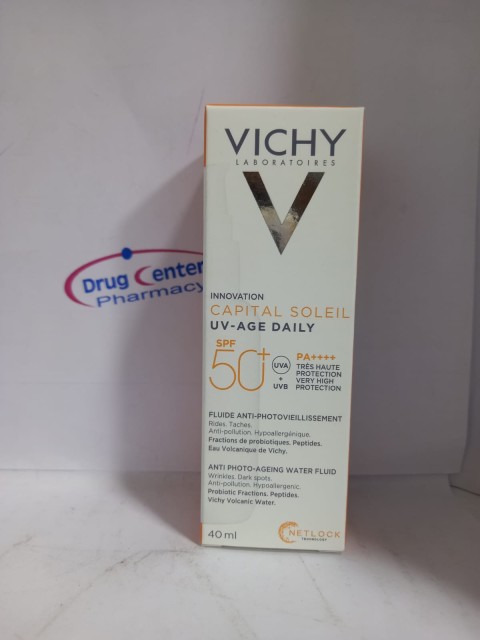 VICHY
LABORATOIRES
V
Drug Center
Pharmacy
INNOVATION
CAPITAL SOLEIL
UV-AGE DAILY
SPF
50+
UVA
+
UVB
PA++++
TRÈS HAUTE
PROTECTION
VERY HIGH
PROTECTION
FLUIDE ANTI-PHOTOVIEILLISSEMENT
Rides. Taches.
Anti-pollution. Hypoallergénique.
Fractions de probiotiques. Peptides.
Eau Volcanique de Vichy.
ANTI PHOTO-AGEING WATER FLUID
Wrinkles. Dark spots.
Anti-pollution. Hypoallergenic.
Probiotic Fractions. Peptides.
Vichy Volcanic Water.
40 ml
NETLOCK
TECHNOLOGY